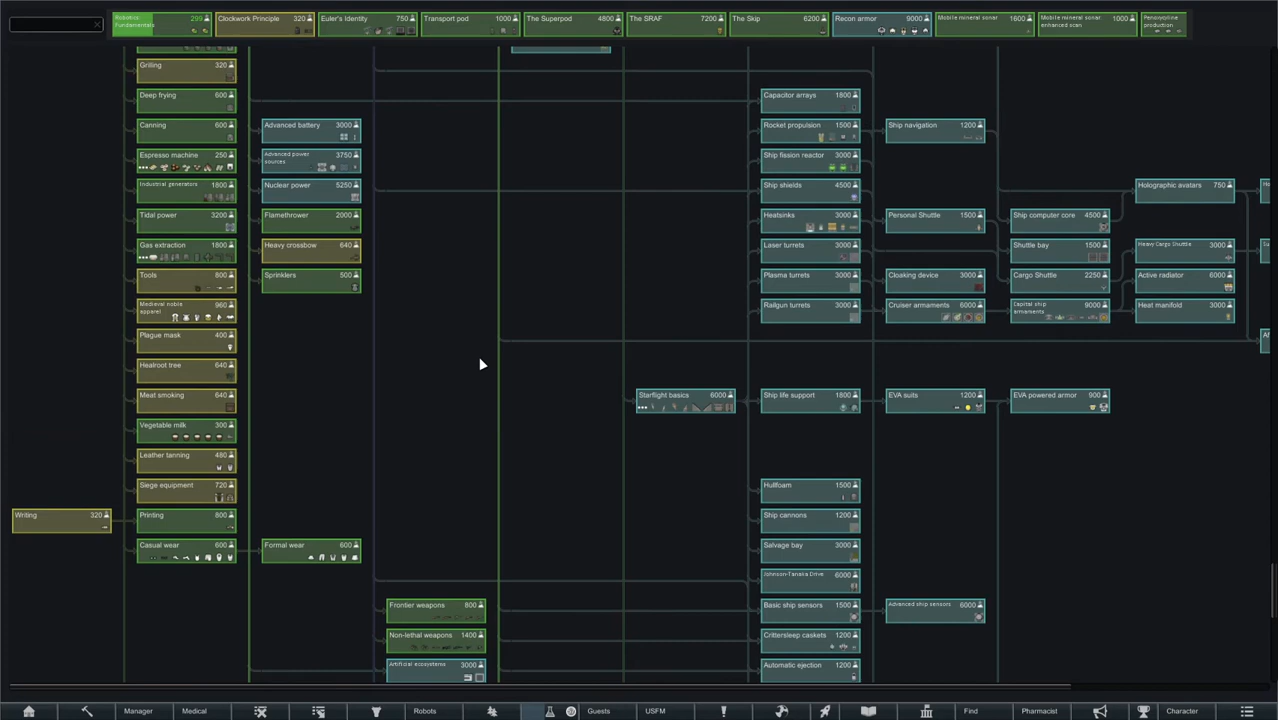 Robotics Fundamentals 299
Clockwork Principle 320
Euler's Identity 750
Transport pod 1000
The Superpod 4800
The SRAF 7200
The Skip 6200
Recon armor 9000
Mobile mineral sonar 1600
Mobile mineral sonar: enhanced scan 1000
Penoxycyline production
Grilling 320
Deep frying 600
Capacitor arrays 1800
Canning 600
Advanced battery 3000
Rocket propulsion 1500
Ship navigation 1200
Espresso machine 250
Advanced power sources 3750
Ship fission reactor 3000
Industrial generators 1800
Nuclear power 5250
Ship shields 4500
Holographic avatars 750
Tidal power 3200
Flamethrower 2000
Heatsinks 3000
Personal Shuttle 1500
Ship computer core 4500
Gas extraction 1800
Heavy crossbow 640
Laser turrets 3000
Shuttle bay 1500
Heavy Cargo Shuttle 3000
Tools 800
Sprinklers 500
Plasma turrets 3000
Cloaking device 3000
Cargo Shuttle 2250
Active radiator 6000
Medieval noble apparel 960
Railgun turrets 3000
Cruiser armaments 6000
Capital ship armaments 9000
Heat manifold 3000
Plague mask 400
Healroot tree 640
Meat smoking 640
Starflight basics 6000
Ship life support 1800
EVA suits 1200
EVA powered armor 900
Vegetable milk 300
Leather tanning 480
Siege equipment 720
Hullfoam 1500
Writing 320
Printing 800
Ship cannons 1200
Casual wear 600
Formal wear 600
Salvage bay 3000
Johnson-Tanaka Drive 6000
Frontier weapons 800
Basic ship sensors 1500
Advanced ship sensors 6000
Non-lethal weapons 1400
Crittersleep caskets 1200
Artificial ecosystems 3000
Automatic ejection 1200
Manager
Medical
Robots
Guests
USFM
Find
Pharmacist
Character